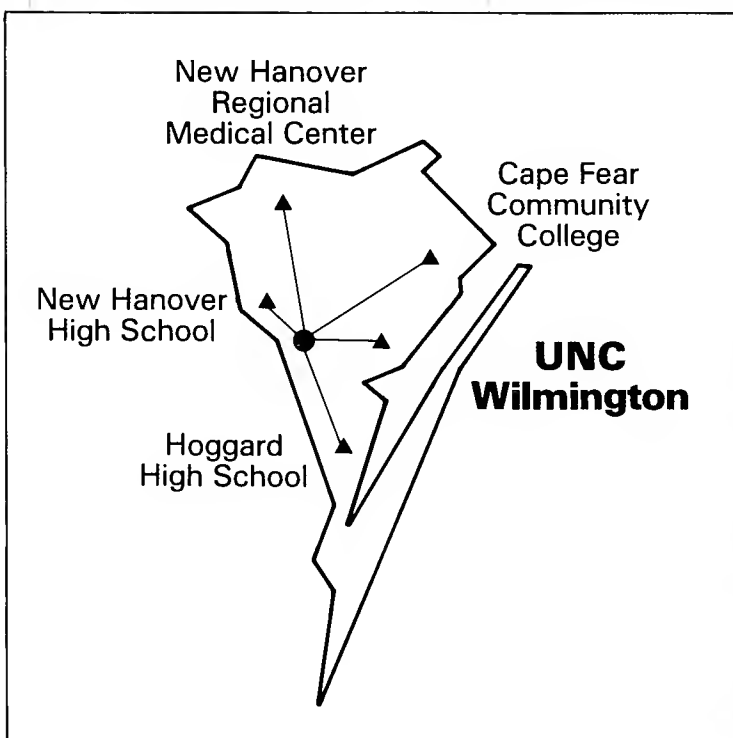 New Hanover
Regional
Medical Center
Cape Fear
Community
College
New Hanover
High School
UNC
Wilmington
Hoggard
High School